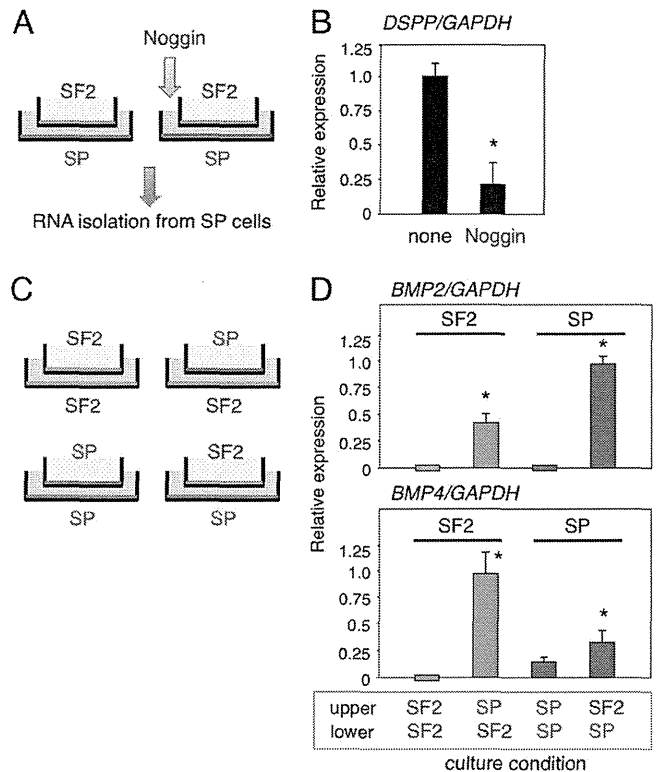 A
Noggin
SF2 SF2
SP SP
RNA isolation from SP cells
B
DSPP/GAPDH
Relative expression
1.25
1.0
0.5
0.25
0
*
none Noggin
C
SF2 SP
SF2 SF2
SP SF2
SP SP
D
BMP2/GAPDH
SF2 SP
Relative expression
1.25
1.0
0.75
0.5
0.25
0
* *
BMP4/GAPDH
SF2 SP
1.25
1.0
0.75
0.5
0.25
0
* *
upper SF2 SP SP SF2
lower SF2 SF2 SP SP
culture condition